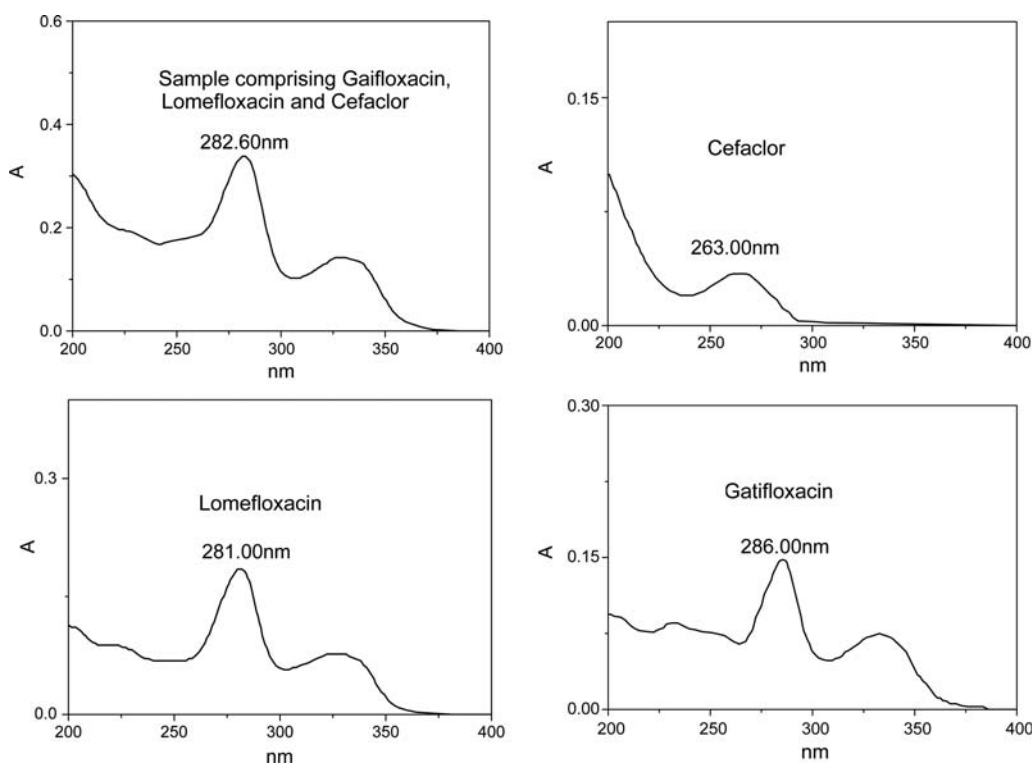 0.6
0.4
0.2
0.0
A
Sample comprising Gaifloxacin,
Lomefloxacin and Cefaclor
282.60nm
200 250 300 350 400
nm
0.15
0.00
A
Cefaclor
263.00nm
200 250 300 350 400
nm
0.3
0.0
A
Lomefloxacin
281.00nm
200 250 300 350 400
nm
0.30
0.15
0.00
A
Gatifloxacin
286.00nm
200 250 300 350 400
nm